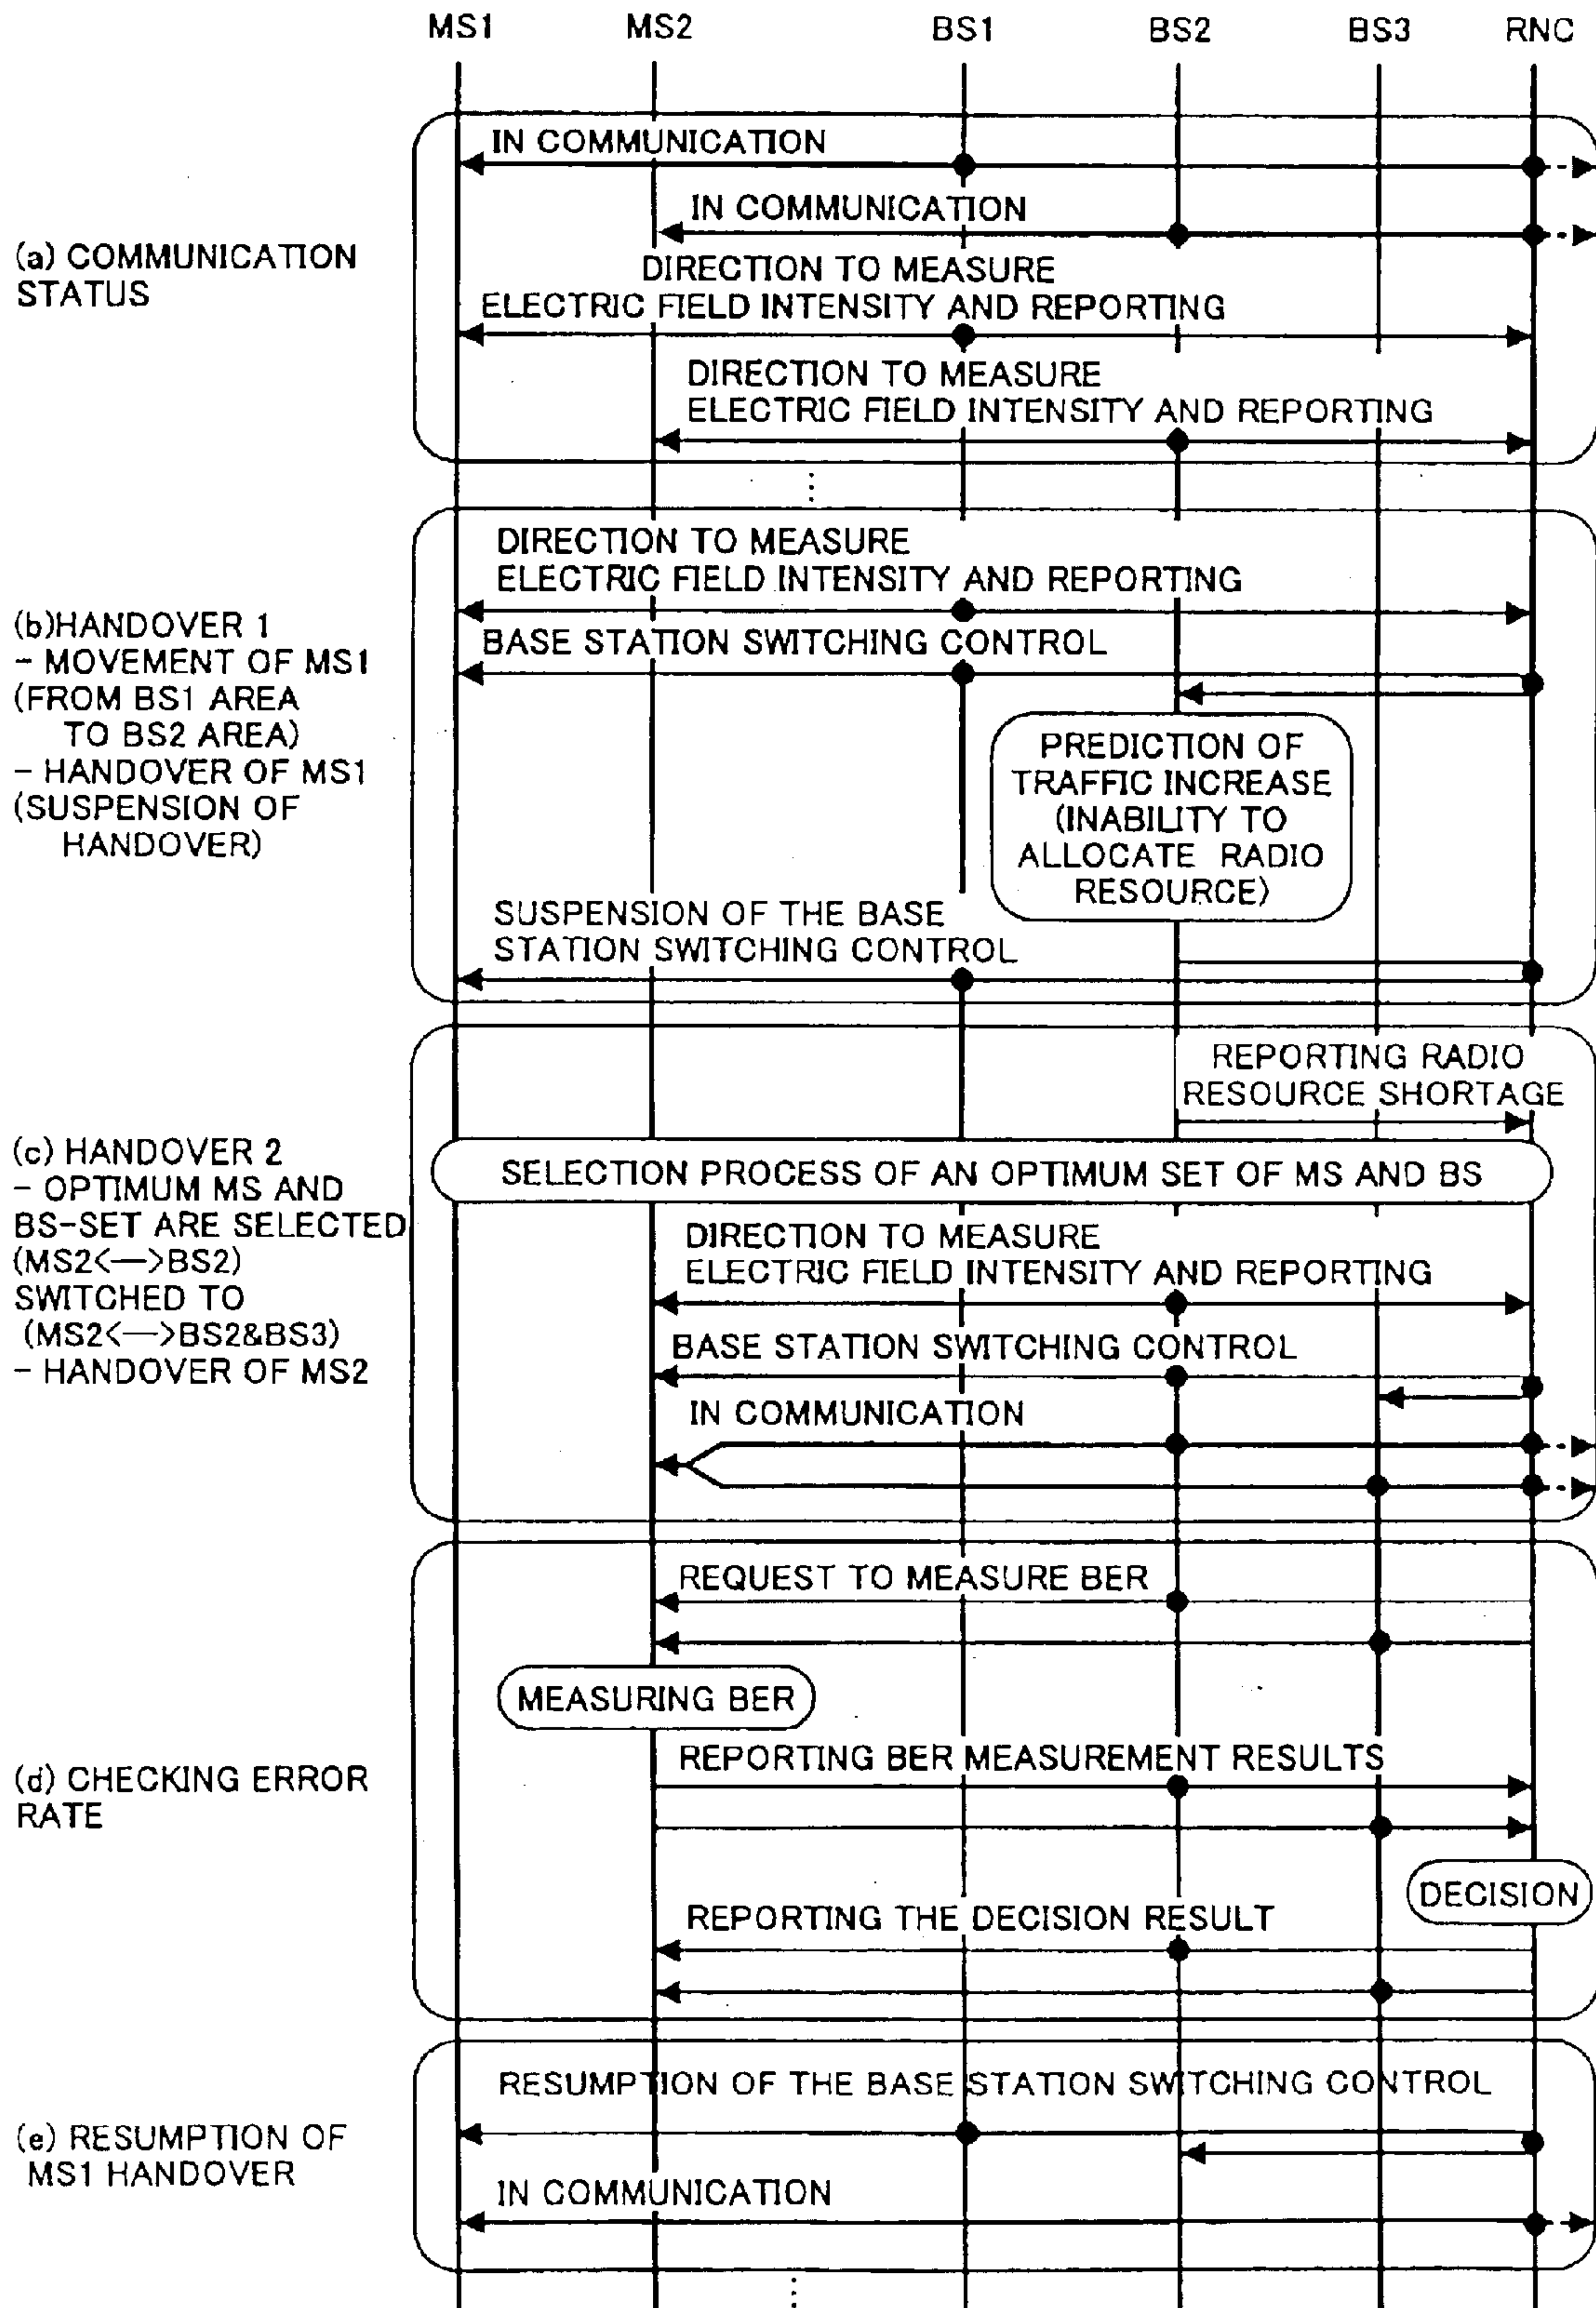 MS1 MS2 BS1 BS2 BS3 RNC
(a) COMMUNICATION
STATUS
IN COMMUNICATION
IN COMMUNICATION
DIRECTION TO MEASURE
ELECTRIC FIELD INTENSITY AND REPORTING
DIRECTION TO MEASURE
ELECTRIC FIELD INTENSITY AND REPORTING
(b)HANDOVER 1
- MOVEMENT OF MS1
(FROM BS1 AREA
TO BS2 AREA)
- HANDOVER OF MS1
(SUSPENSION OF
HANDOVER)
DIRECTION TO MEASURE
ELECTRIC FIELD INTENSITY AND REPORTING
BASE STATION SWITCHING CONTROL
PREDICTION OF
TRAFFIC INCREASE
(INABILITY TO
ALLOCATE RADIO
RESOURCE)
SUSPENSION OF THE BASE
STATION SWITCHING CONTROL
(c) HANDOVER 2
- OPTIMUM MS AND
BS-SET ARE SELECTED
(MS2<—>BS2)
SWITCHED TO
(MS2<—>BS2&BS3)
- HANDOVER OF MS2
REPORTING RADIO
RESOURCE SHORTAGE
SELECTION PROCESS OF AN OPTIMUM SET OF MS AND BS
DIRECTION TO MEASURE
ELECTRIC FIELD INTENSITY AND REPORTING
BASE STATION SWITCHING CONTROL
IN COMMUNICATION
(d) CHECKING ERROR
RATE
REQUEST TO MEASURE BER
MEASURING BER
REPORTING BER MEASUREMENT RESULTS
DECISION
REPORTING THE DECISION RESULT
(e) RESUMPTION OF
MS1 HANDOVER
RESUMPTION OF THE BASE STATION SWITCHING CONTROL
IN COMMUNICATION